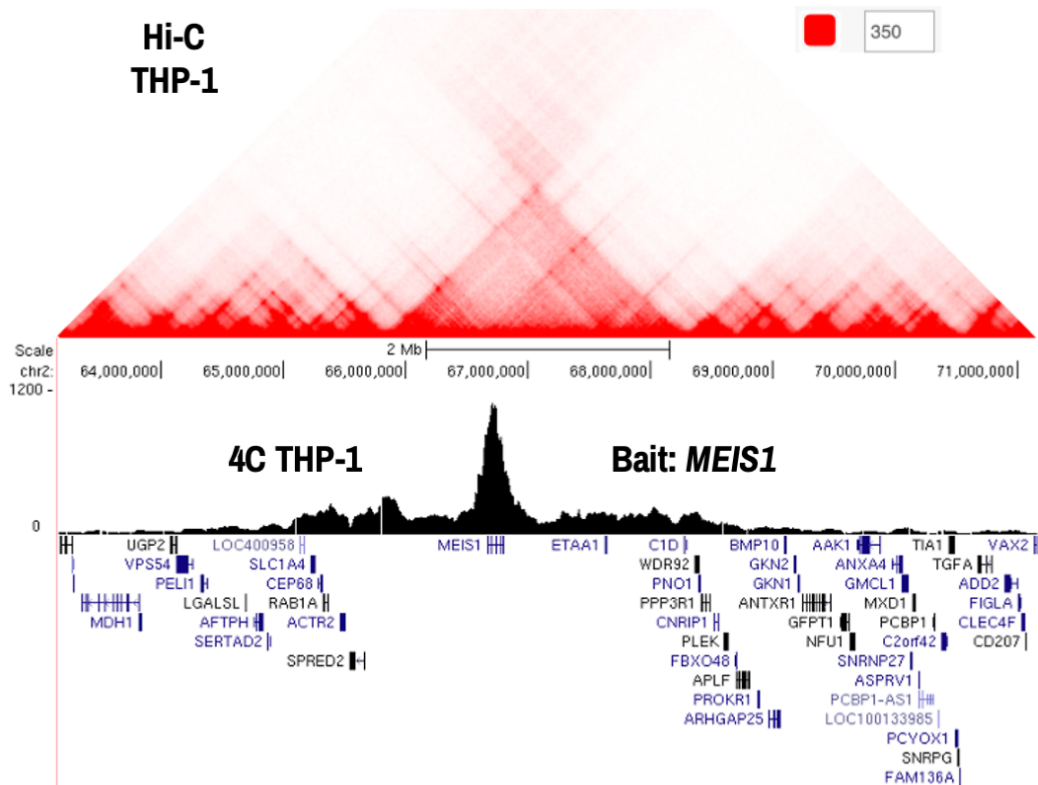 Hi-C
THP-1
350
Scale
2 Mb
chr2:
64,000,000
65,000,000
66,000,000
67,000,000
68,000,000
69,000,000
70,000,000
71,000,000
1200 -
4C THP-1
Bait: MEIS1
0
UGP2 LOC400958 MEIS1 ETAA1 C1D BMP10 AAK1 TIA1 VAX2
VPS54 SLC1A4 WDR92 GKN2 ANXA4 TGFA
PELI1 CEP68 PNO1 GKN1 GMCL1 ADD2
LGALSL RAB1A PPP3R1 ANTXR1 MXD1 FIGLA
MDH1 AFTPH ACTR2 CNRIP1 GFPT1 PCBP1 CLEC4F
SERTAD2 PLEK NFU1 C2orf42 CD207
SPRED2 FBXO48 SNRNP27
APLF ASPRV1
PROKR1 PCBP1-AS1
ARHGAP25 LOC100133985
PCYOX1
SNRPG
FAM136A